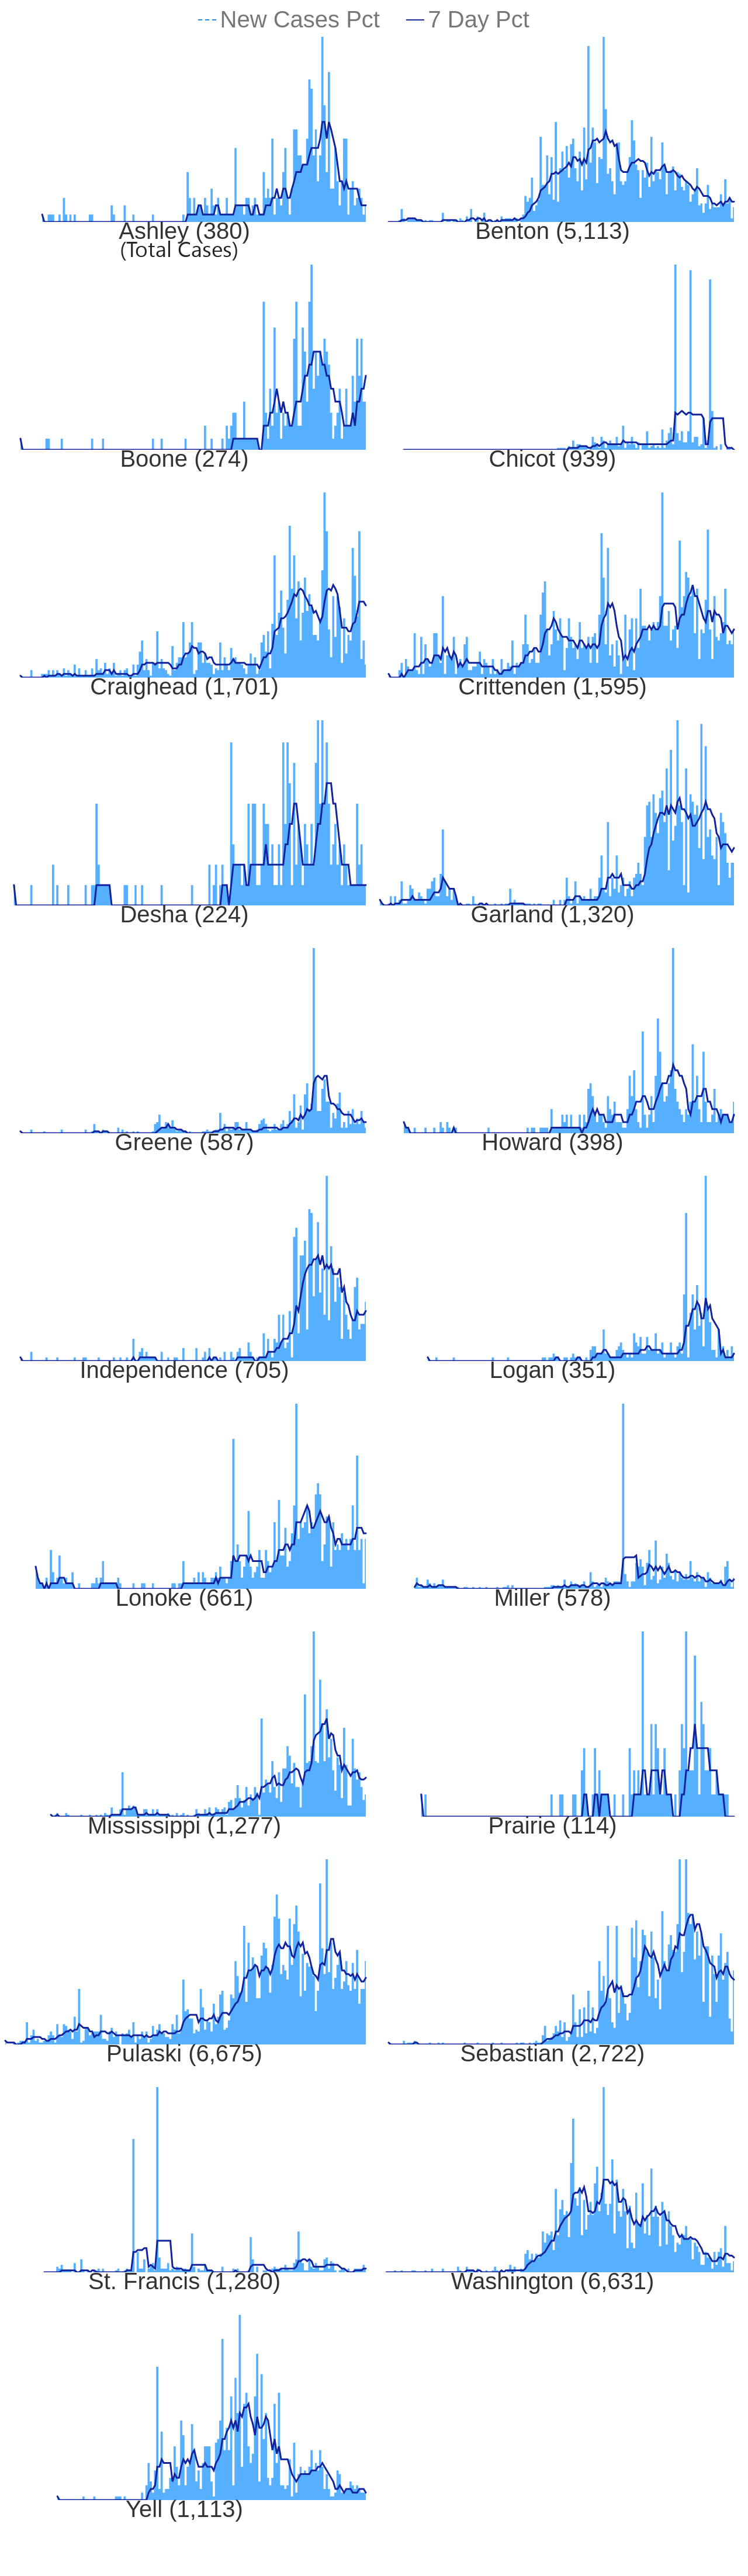 New Cases Pct 7 Day Pct
Ashley (380) Benton (5,113)
(Total Cases)
Boone (274) Chicot (939)
Craighead (1,701) Crittenden (1,595)
Desha (224) Garland (1,320)
Greene (587) Howard (398)
Independence (705) Logan (351)
Lonoke (661) Miller (578)
Mississippi (1,277) Prairie (114)
Pulaski (6,675) Sebastian (2,722)
St. Francis (1,280) Washington (6,631)
Yell (1,113)